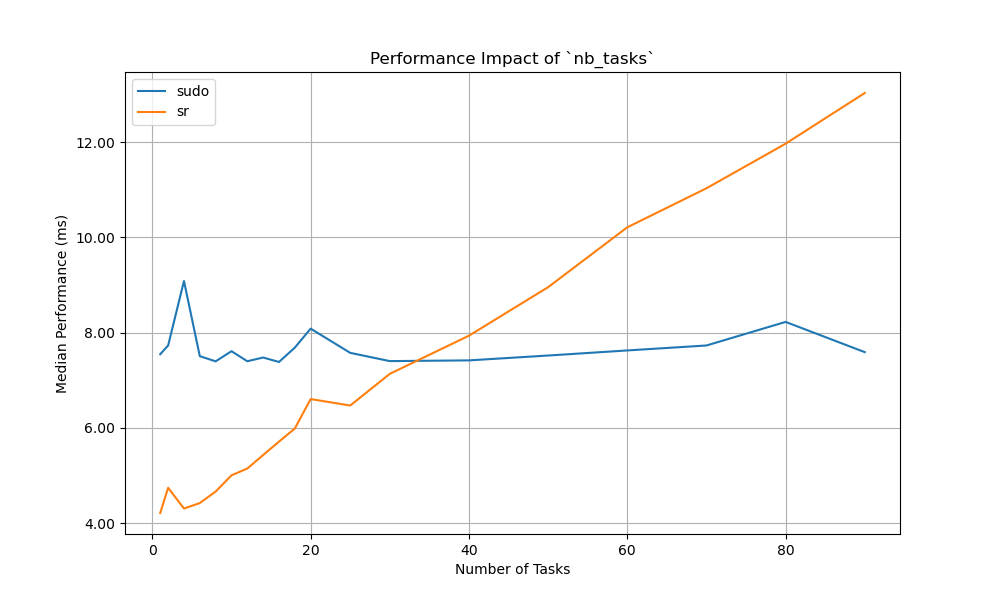 Performance Impact of `nb_tasks`
sudo
sr
Median Performance (ms)
12.00
10.00
8.00
6.00
4.00
0 20 40 60 80
Number of Tasks